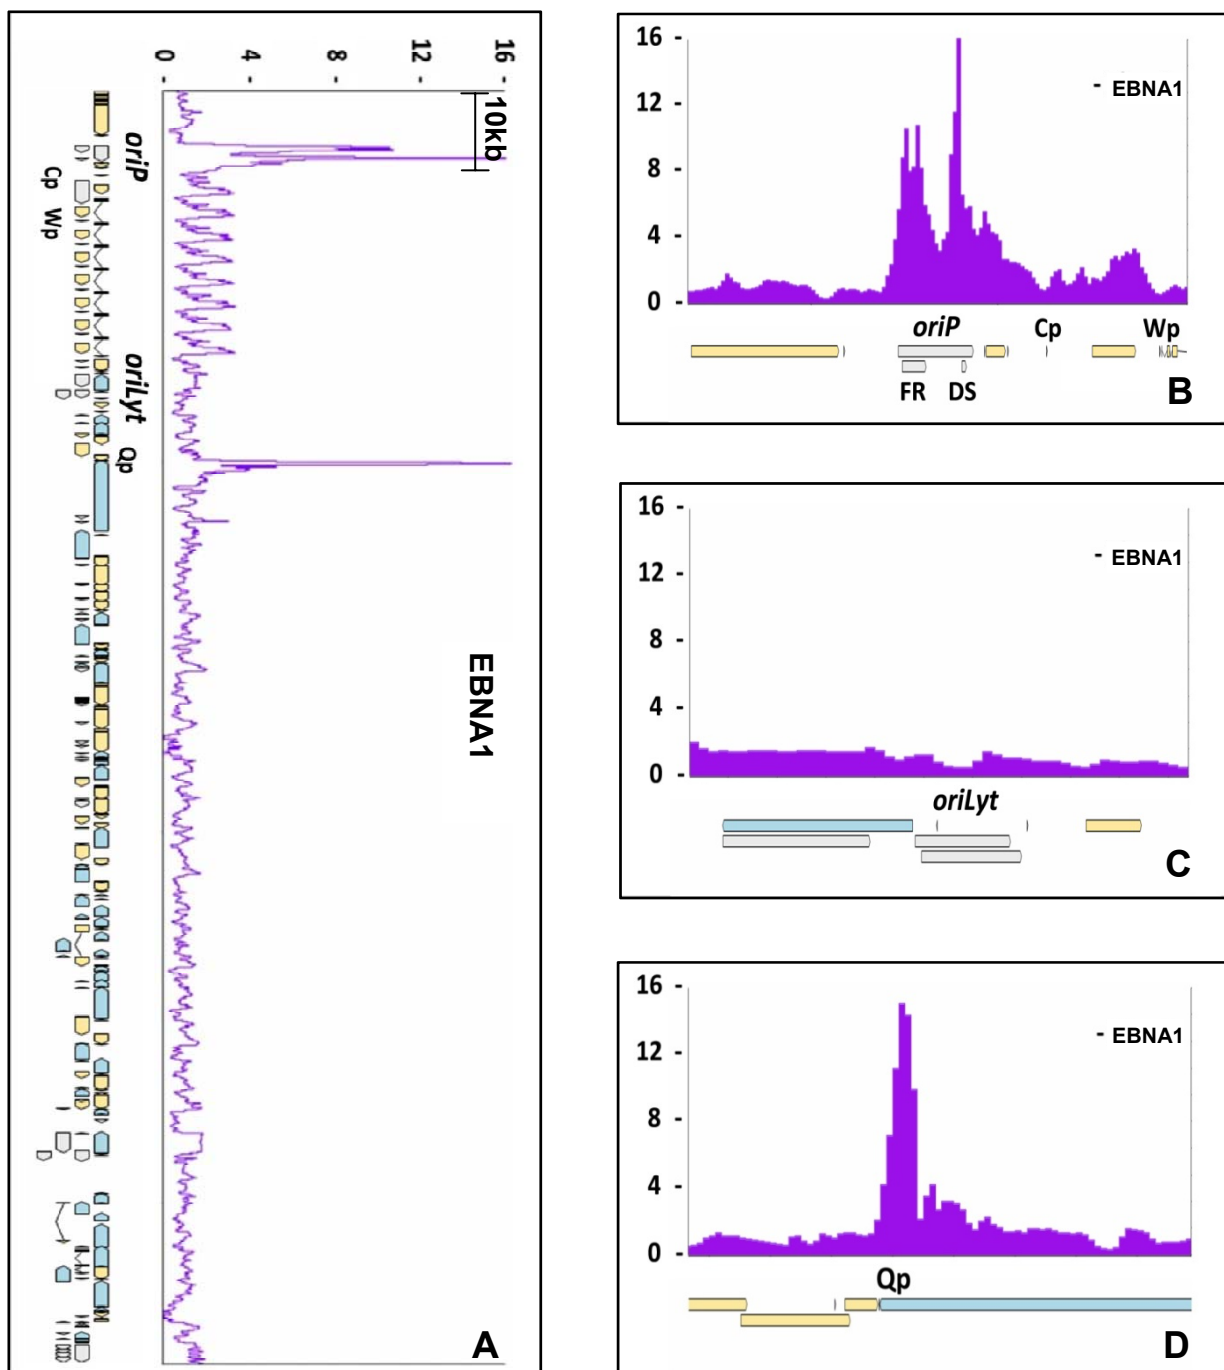 0 4 8 12 16
10kb
oriP
Cp Wp
oriLyt
Qp
EBNA1
A
16 -
- EBNA1
12 -
8 -
4 -
0 -
oriP Cp Wp
FR DS
B
16 -
- EBNA1
12 -
8 -
4 -
0 -
oriLyt
C
16 -
- EBNA1
12 -
8 -
4 -
0 -
Qp
D